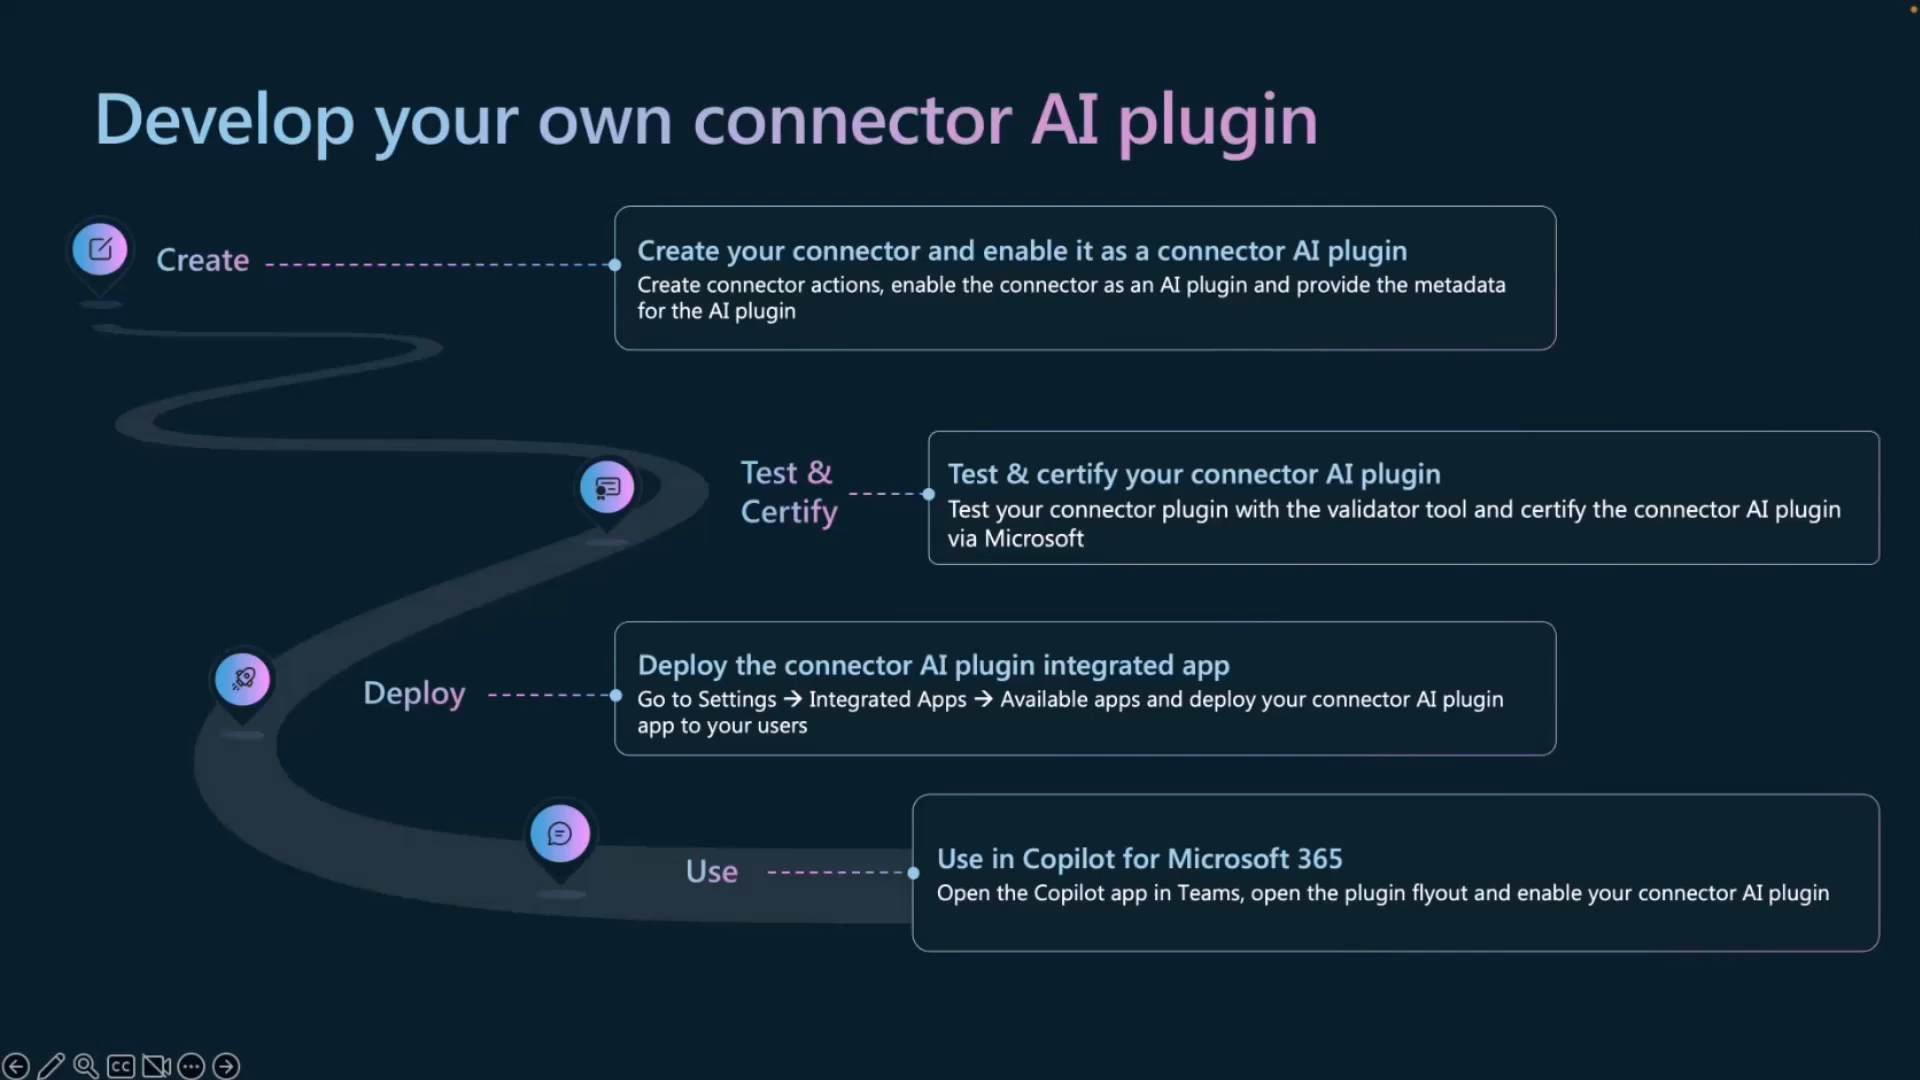 Develop your own connector AI plugin
Create
Create your connector and enable it as a connector AI plugin
Create connector actions, enable the connector as an AI plugin and provide the metadata
for the AI plugin
Test &
Certify
Test & certify your connector AI plugin
Test your connector plugin with the validator tool and certify the connector AI plugin
via Microsoft
Deploy
Deploy the connector AI plugin integrated app
Go to Settings → Integrated Apps → Available apps and deploy your connector AI plugin
app to your users
Use
Use in Copilot for Microsoft 365
Open the Copilot app in Teams, open the plugin flyout and enable your connector AI plugin
CC